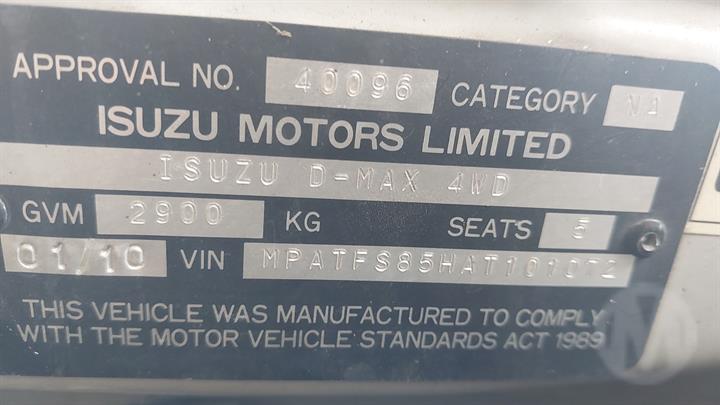 APPROVAL NO. 40096 CATEGORY NA
ISUZU MOTORS LIMITED
ISUZU D-MAX 4WD
GVM 2900 KG SEATS 5
01/10 VIN MPATFS85HAT101072
THIS VEHICLE WAS MANUFACTURED TO COMPLY
WITH THE MOTOR VEHICLE STANDARDS ACT 1989